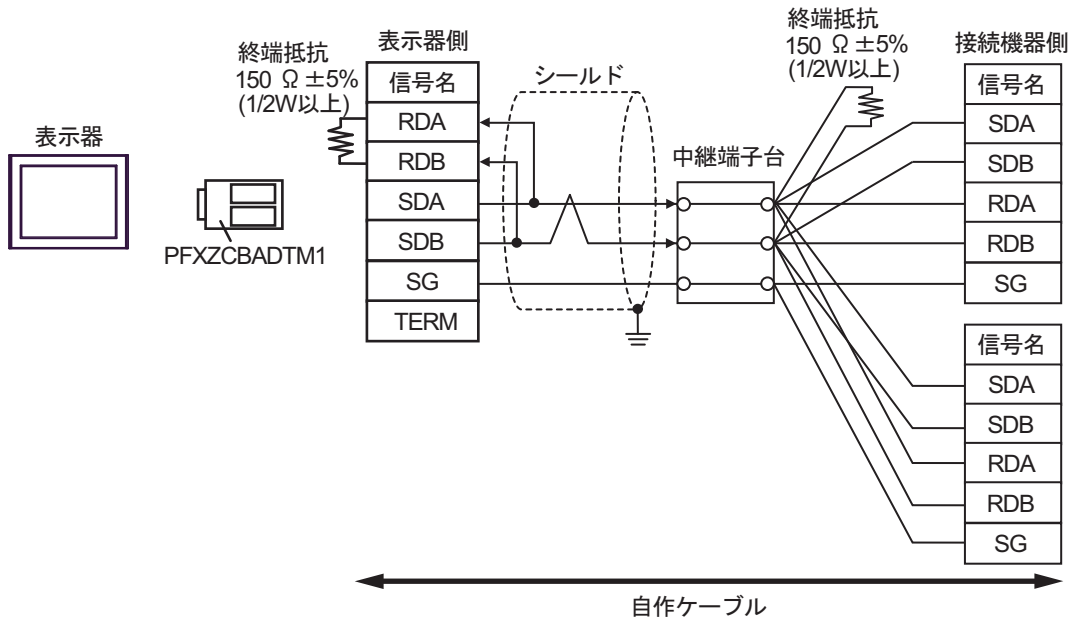 終端抵抗
150 Ω ±5%
(1/2W以上)
表示器側
シールド
終端抵抗
150 Ω ±5%
(1/2W以上)
接続機器側
表示器
PFXZCBADTM1
信号名
RDA
RDB
SDA
SDB
SG
TERM
中継端子台
信号名
SDA
SDB
RDA
RDB
SG
信号名
SDA
SDB
RDA
RDB
SG
自作ケーブル